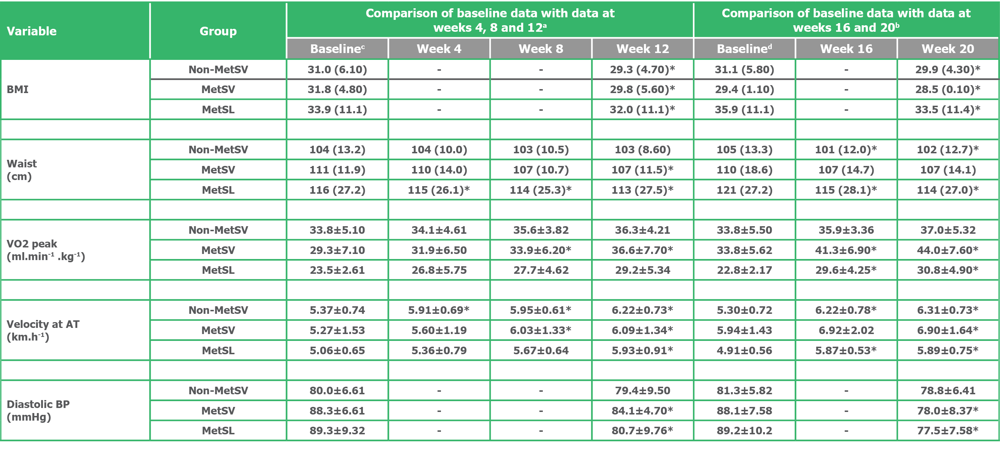 Variable Group Comparison of baseline data with data at weeks 4, 8 and 12ᵃ Comparison of baseline data with data at weeks 16 and 20ᵇ
Baselineᶜ Week 4 Week 8 Week 12 Baselineᵈ Week 16 Week 20
BMI
Non-MetSV 31.0 (6.10) - - 29.3 (4.70)* 31.1 (5.80) - 29.9 (4.30)*
MetSV 31.8 (4.80) - - 29.8 (5.60)* 29.4 (1.10) - 28.5 (0.10)*
MetSL 33.9 (11.1) - - 32.0 (11.1)* 35.9 (11.1) - 33.5 (11.4)*
Waist
(cm)
Non-MetSV 104 (13.2) 104 (10.0) 103 (10.5) 103 (8.60) 105 (13.3) 101 (12.0)* 102 (12.7)*
MetSV 111 (11.9) 110 (14.0) 107 (10.7) 107 (11.5)* 110 (18.6) 107 (14.7) 107 (14.1)
MetSL 116 (27.2) 115 (26.1)* 114 (25.3)* 113 (27.5)* 121 (27.2) 115 (28.1)* 114 (27.0)*
VO2 peak
(ml.min⁻¹ .kg⁻¹)
Non-MetSV 33.8±5.10 34.1±4.61 35.6±3.82 36.3±4.21 33.8±5.50 35.9±3.36 37.0±5.32
MetSV 29.3±7.10 31.9±6.50 33.9±6.20* 36.6±7.70* 33.8±5.62 41.3±6.90* 44.0±7.60*
MetSL 23.5±2.61 26.8±5.75 27.7±4.62 29.2±5.34 22.8±2.17 29.6±4.25* 30.8±4.90*
Velocity at AT
(km.h⁻¹)
Non-MetSV 5.37±0.74 5.91±0.69* 5.95±0.61* 6.22±0.73* 5.30±0.72 6.22±0.78* 6.31±0.73*
MetSV 5.27±1.53 5.60±1.19 6.03±1.33* 6.09±1.34* 5.94±1.43 6.92±2.02 6.90±1.64*
MetSL 5.06±0.65 5.36±0.79 5.67±0.64 5.93±0.91* 4.91±0.56 5.87±0.53* 5.89±0.75*
Diastolic BP
(mmHg)
Non-MetSV 80.0±6.61 - - 79.4±9.50 81.3±5.82 - 78.8±6.41
MetSV 88.3±6.61 - - 84.1±4.70* 88.1±7.58 - 78.0±8.37*
MetSL 89.3±9.32 - - 80.7±9.76* 89.2±10.2 - 77.5±7.58*